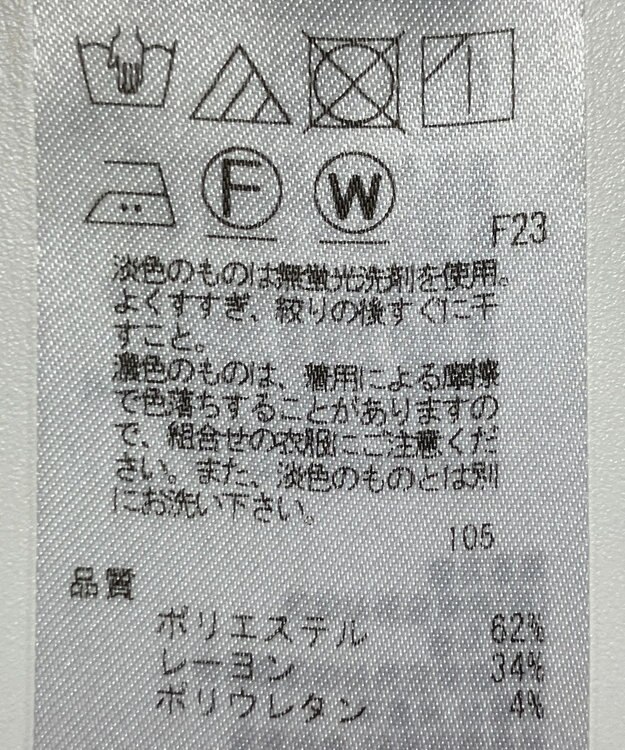 F W
F23
淡色のものは無蛍光洗剤を使用。
よくすすぎ、絞りの後すぐに干
すこと。
濃色のものは、着用による摩擦
で色落ちすることがありますの
で、組合せの衣服にご注意くだ
さい。また、淡色のものとは別
にお洗い下さい。
105
品質
ポリエステル 62%
レーヨン 34%
ポリウレタン 4%